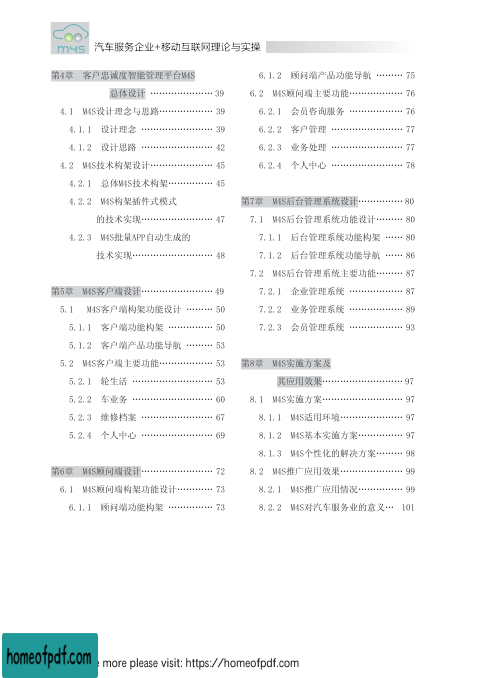 m4s
汽车服务企业+移动互联网理论与实操
第4章 客户忠诚度智能管理平台M4S
总体设计 ………………… 39
4.1 M4S设计理念与思路……………… 39
4.1.1 设计理念 …………………… 39
4.1.2 设计思路 …………………… 42
4.2 M4S技术构架设计………………… 45
4.2.1 总体M4S技术构架…………… 45
4.2.2 M4S构架插件式模式
的技术实现…………………… 47
4.2.3 M4S批量APP自动生成的
技术实现……………………… 48
第5章 M4S客户端设计…………………… 49
5.1 M4S客户端构架功能设计 ……… 50
5.1.1 客户端功能构架 …………… 50
5.1.2 客户端产品功能导航 ……… 53
5.2 M4S客户端主要功能……………… 53
5.2.1 轮生活 ……………………… 53
5.2.2 车业务 ……………………… 60
5.2.3 维修档案 …………………… 67
5.2.4 个人中心 …………………… 69
第6章 M4S顾问端设计…………………… 72
6.1 M4S顾问端构架功能设计………… 73
6.1.1 顾问端功能构架 …………… 73
6.1.2 顾问端产品功能导航 ……… 75
6.2 M4S顾问端主要功能……………… 76
6.2.1 会员咨询服务 ……………… 76
6.2.2 客户管理 …………………… 77
6.2.3 业务处理 …………………… 77
6.2.4 个人中心 …………………… 78
第7章 M4S后台管理系统设计…………… 80
7.1 M4S后台管理系统功能设计……… 80
7.1.1 后台管理系统功能构架 …… 80
7.1.2 后台管理系统功能导航 …… 86
7.2 M4S后台管理系统主要功能……… 87
7.2.1 企业管理系统 ……………… 87
7.2.2 业务管理系统 ……………… 89
7.2.3 会员管理系统 ……………… 93
第8章 M4S实施方案及
其应用效果……………………… 97
8.1 M4S实施方案……………………… 97
8.1.1 M4S适用环境………………… 97
8.1.2 M4S基本实施方案…………… 97
8.1.3 M4S个性化的解决方案……… 98
8.2 M4S推广应用效果………………… 99
8.2.1 M4S推广应用情况…………… 99
8.2.2 M4S对汽车服务业的意义… 101
homeofpdf.com
more please visit: https://homeofpdf.com